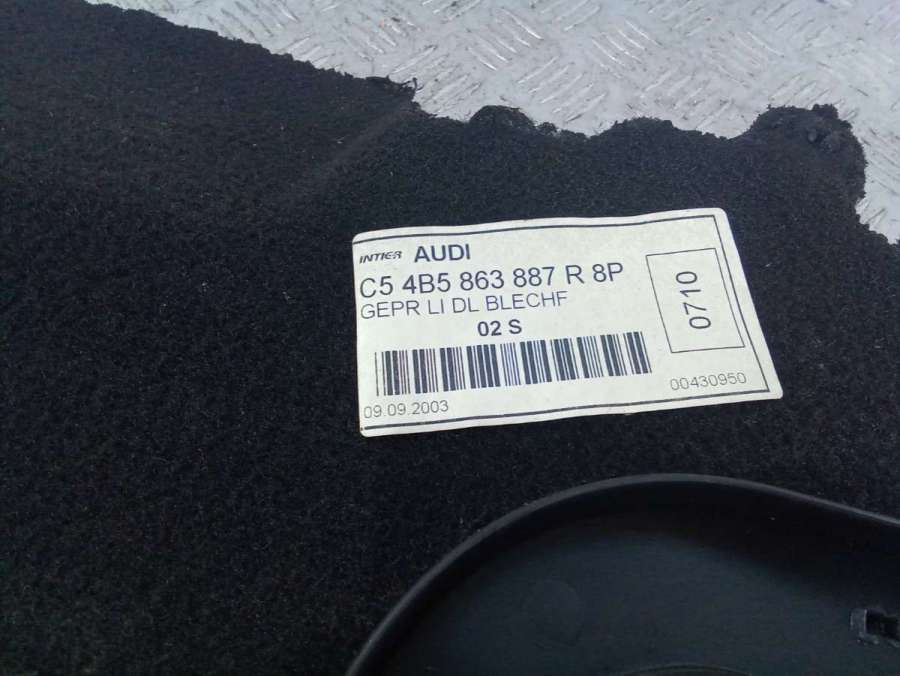 INTIER AUDI
C5 4B5 863 887 R 8P
GEPR LI DL BLECHF
02 S
0710
09.09.2003
00430950